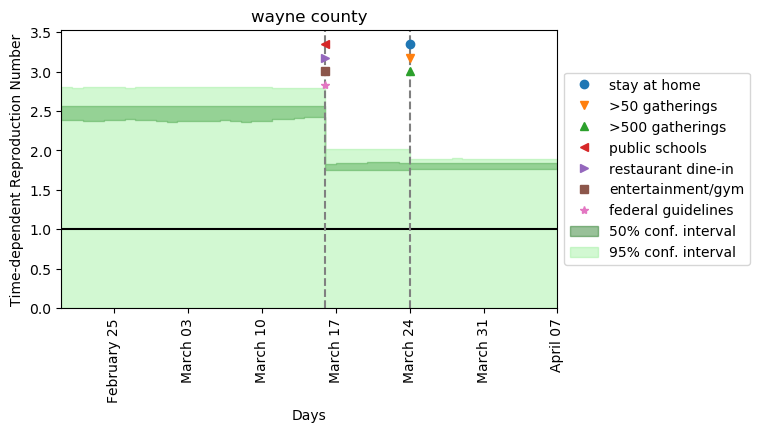 wayne county
Time-dependent Reproduction Number
3.5
3.0
2.5
2.0
1.5
1.0
0.5
0.0
February 25
March 03
March 10
March 17
March 24
March 31
April 07
Days
stay at home
>50 gatherings
>500 gatherings
public schools
restaurant dine-in
entertainment/gym
federal guidelines
50% conf. interval
95% conf. interval